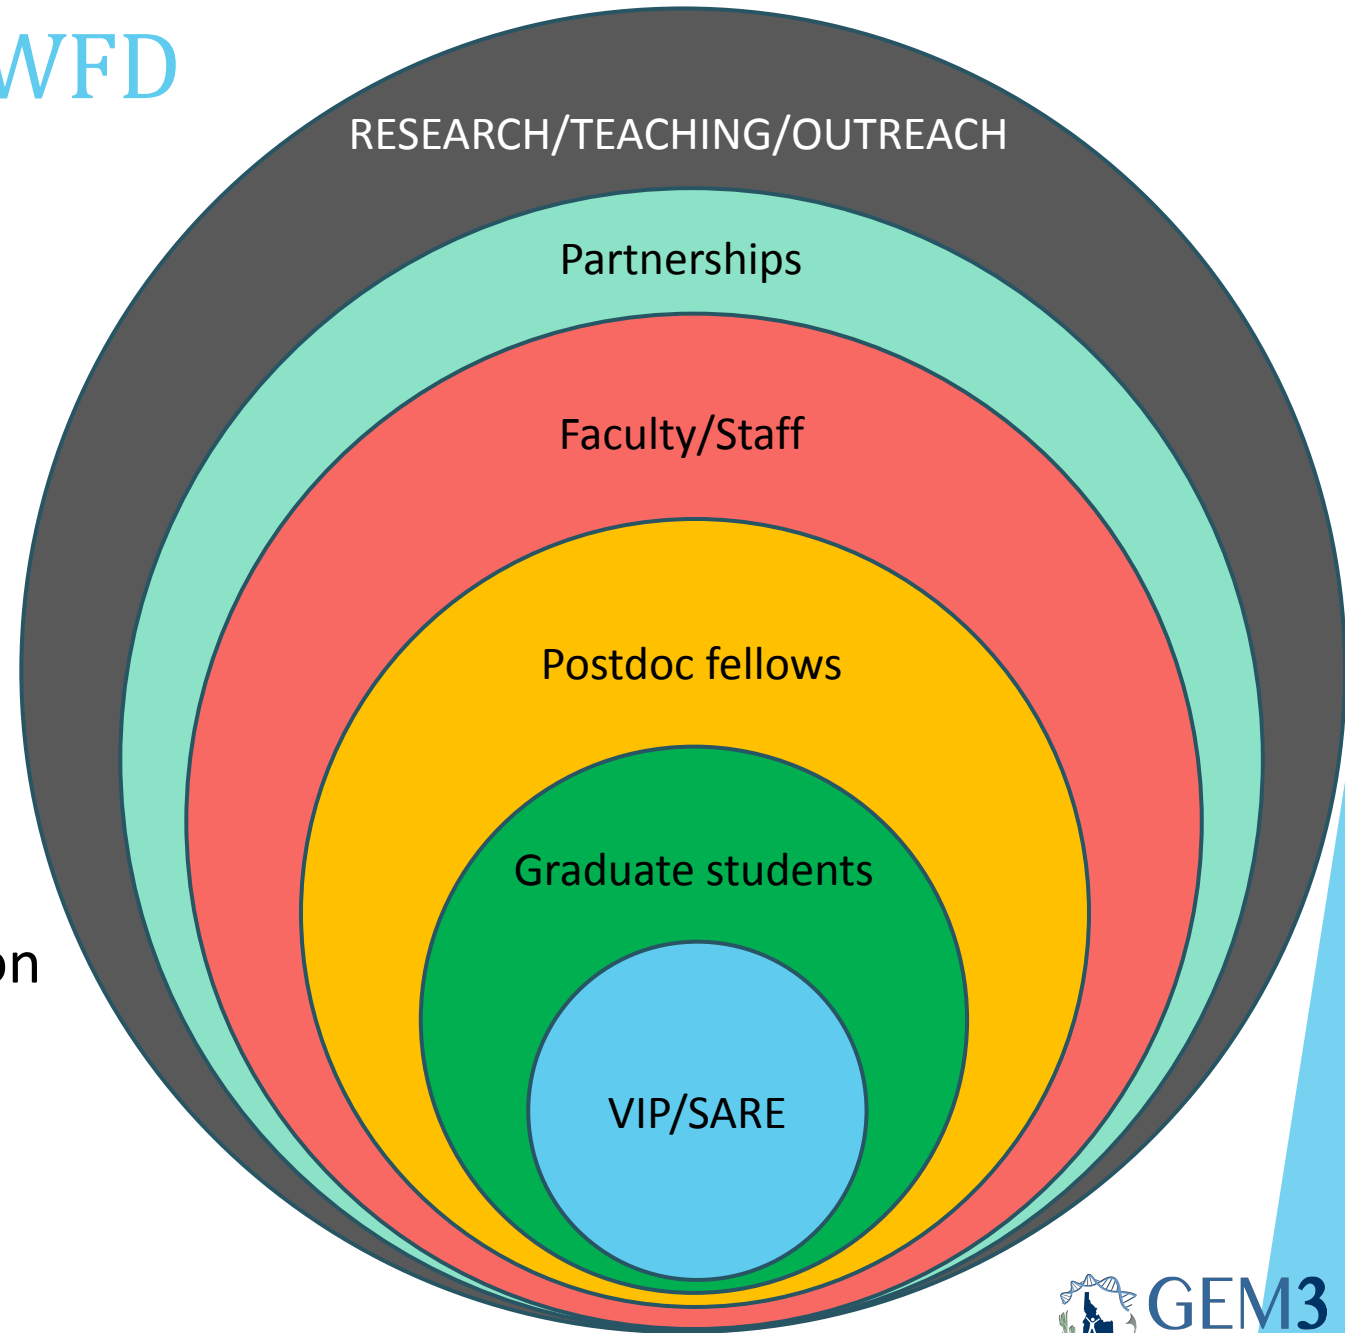 WFD
RESEARCH/TEACHING/OUTREACH
Partnerships
Faculty/Staff
Postdoc fellows
Graduate students
on
VIP/SARE
GEM3